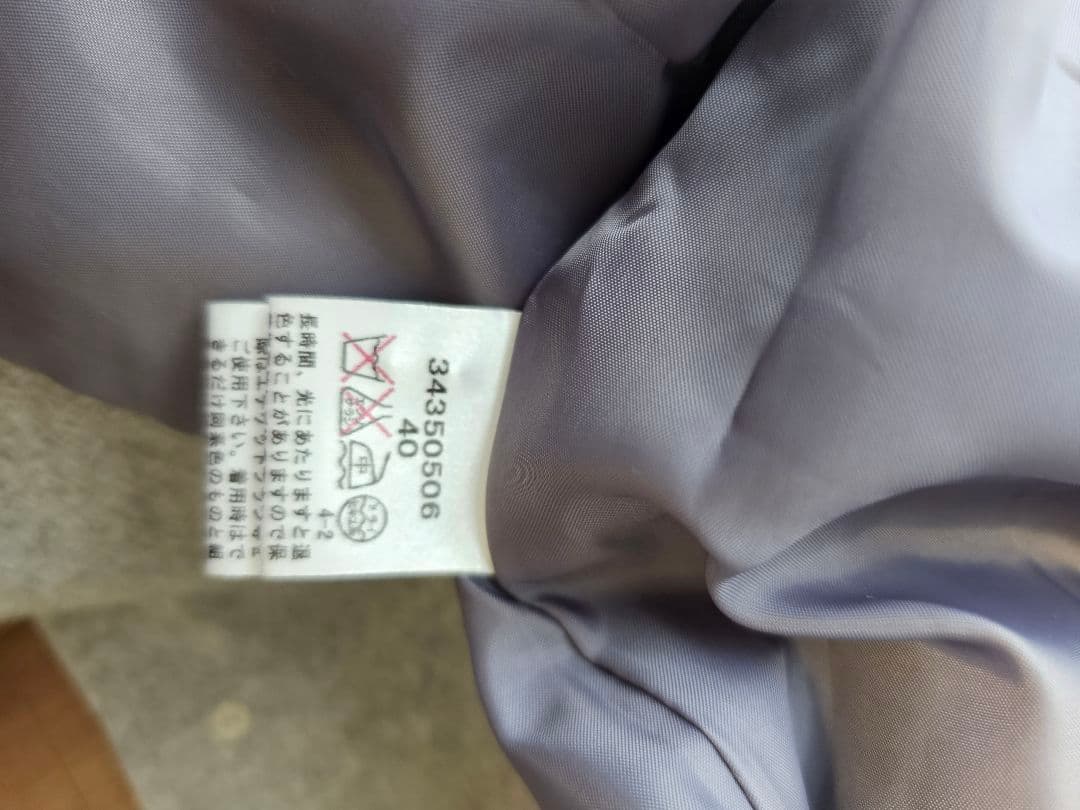 34350506
40
中
4-2
長時間、光にあたりますと退
色することがありますので保
ご使用下さい。着用時はで
きるだけ同系色のものと組